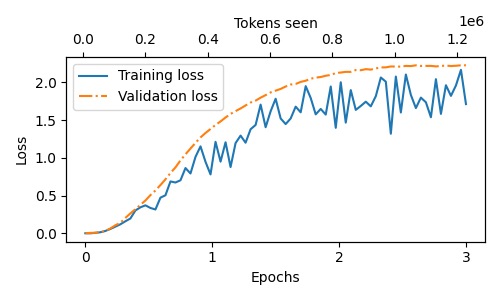 Tokens seen
0.0 0.2 0.4 0.6 0.8 1.0 1.2 1e6
Training loss
Validation loss
2.0
1.5
1.0
0.5
0.0
Loss
0 1 2 3
Epochs